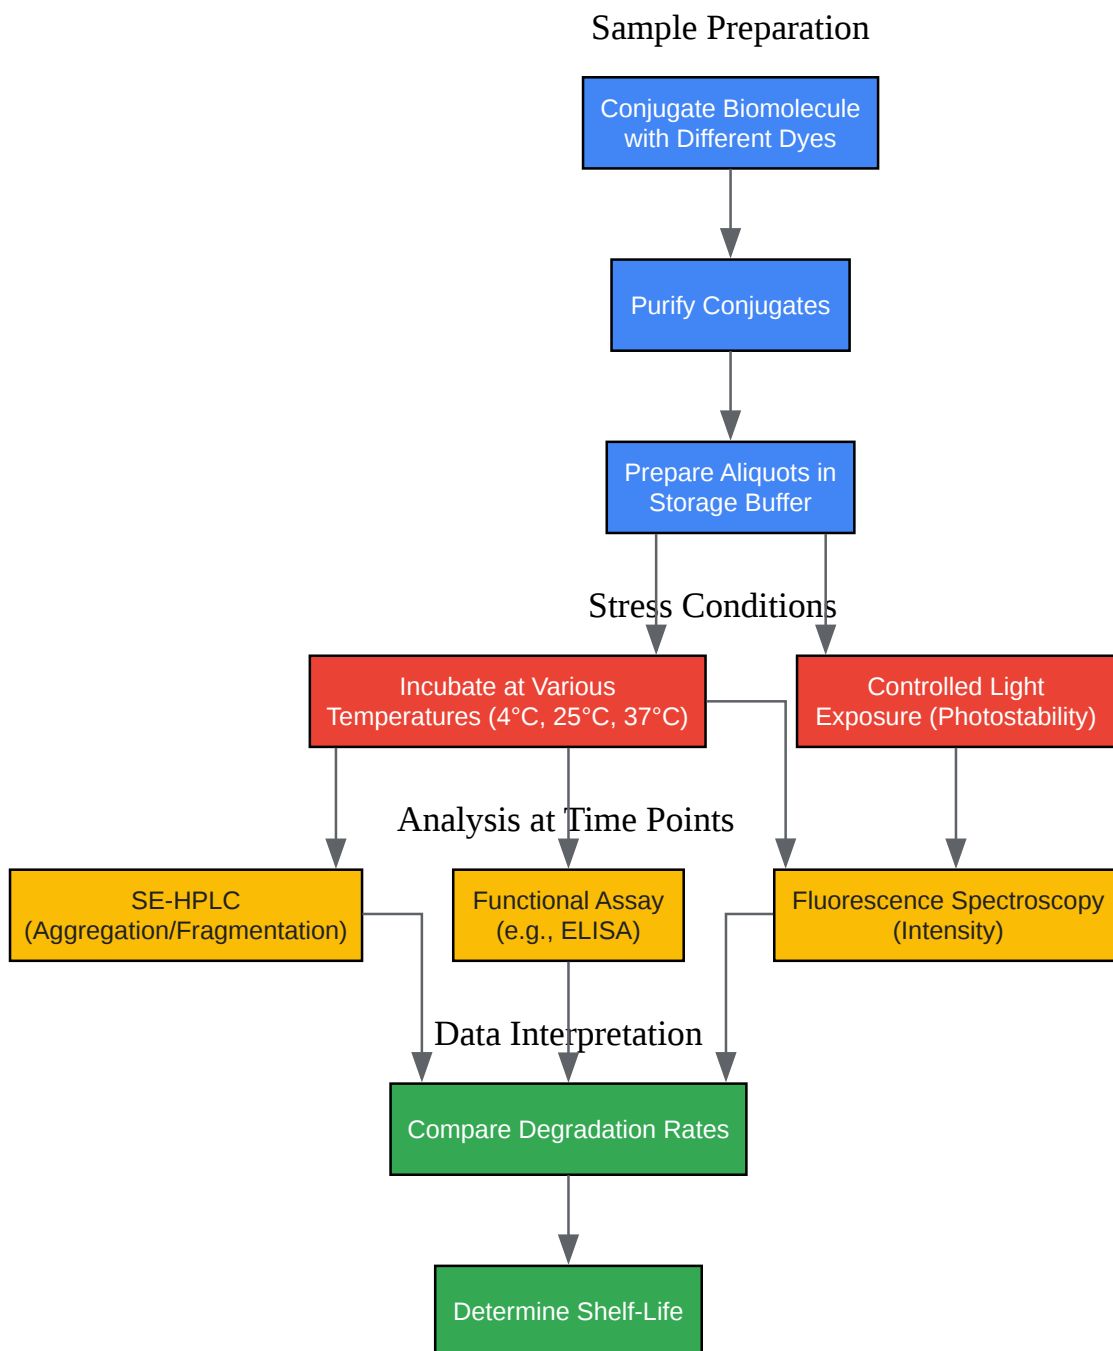 Sample Preparation
Conjugate Biomolecule
with Different Dyes
Purify Conjugates
Prepare Aliquots in
Storage Buffer
Stress Conditions
Incubate at Various
Temperatures (4°C, 25°C, 37°C)
Controlled Light
Exposure (Photostability)
Analysis at Time Points
SE-HPLC
(Aggregation/Fragmentation)
Functional Assay
(e.g., ELISA)
Fluorescence Spectroscopy
(Intensity)
Data Interpretation
Compare Degradation Rates
Determine Shelf-Life